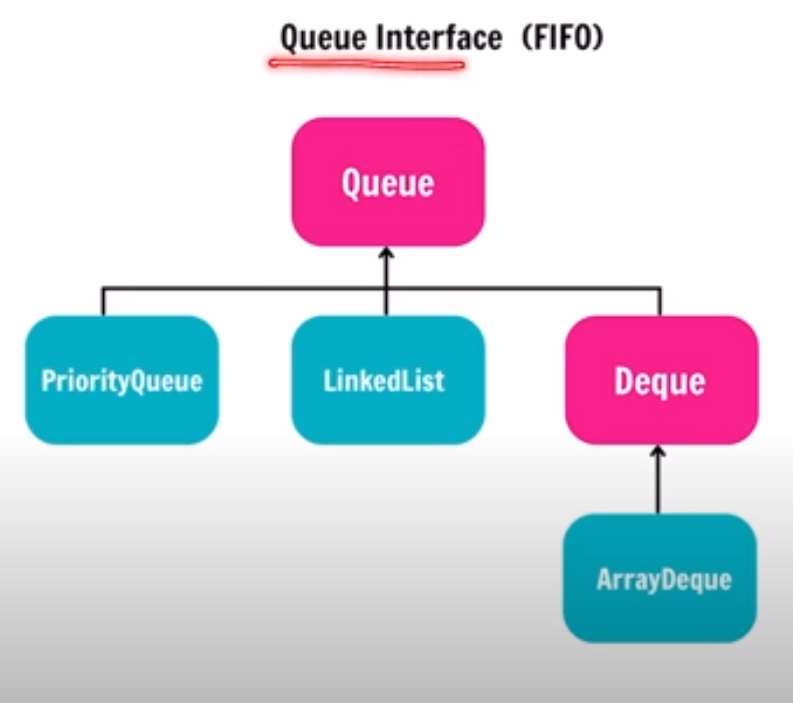 Queue Interface (FIFO)
Queue
PriorityQueue
LinkedList
Deque
ArrayDeque